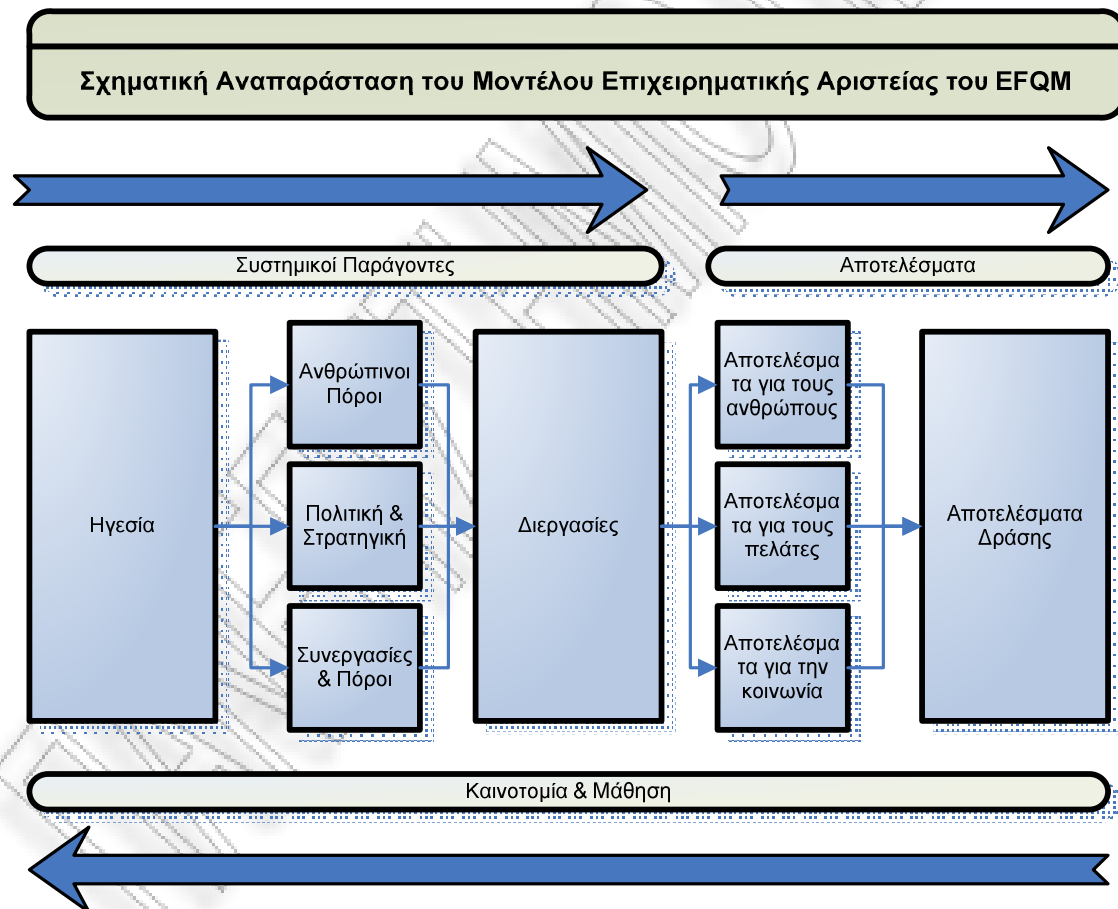 Σχηματική Αναπαράσταση του Μοντέλου Επιχειρηματικής Αριστείας του EFQM
Συστημικοί Παράγοντες
Αποτελέσματα
Ηγεσία
Ανθρώπινοι
Πόροι
Πολιτική &
Στρατηγική
Συνεργασίες
& Πόροι
Διεργασίες
Αποτελέσμα
τα για τους
ανθρώπους
Αποτελέσμα
τα για τους
πελάτες
Αποτελέσμα
τα για την
κοινωνία
Αποτελέσματα
Δράσης
Καινοτομία & Μάθηση